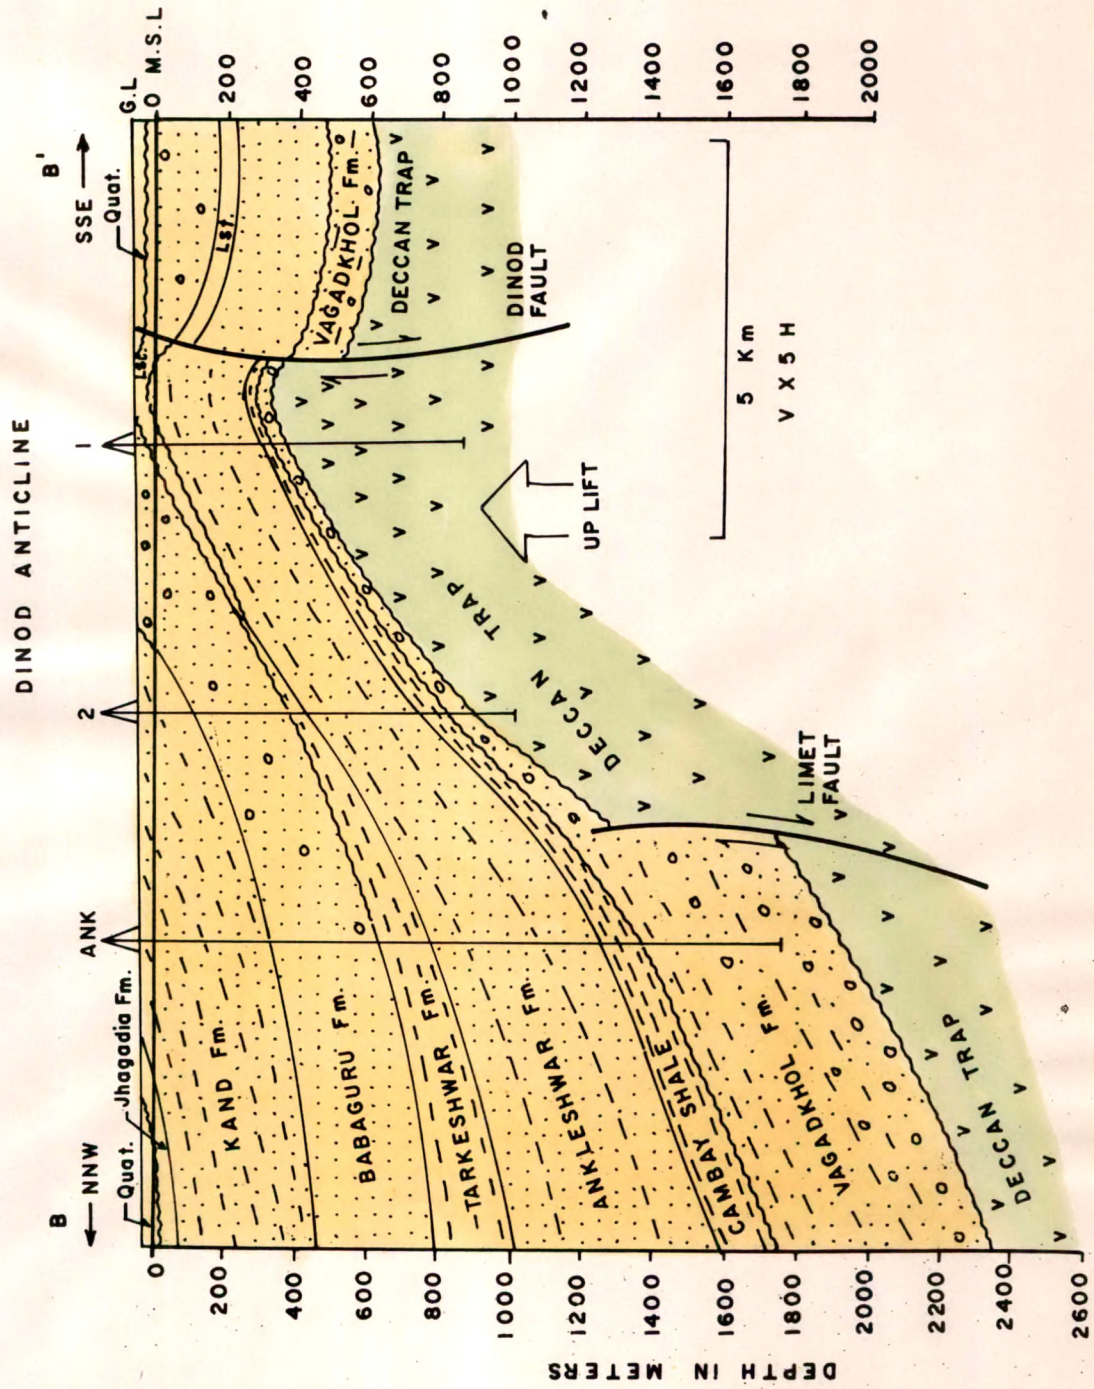 DINOD ANTICLINE
B
NNW
SSE
B'
Quat.
Jhagadia Fm.
ANK
2
1
Quat.
G.L
M.S.L
0
200
400
600
800
1000
1200
1400
1600
1800
2000
2200
2400
2600
DEPTH IN METERS
0
200
400
600
800
1000
1200
1400
1600
1800
2000
KAND Fm.
BABAGURU Fm.
TARKESHWAR Fm.
ANKLESHWAR Fm.
CAMBAY SHALE
VAGADKHOL Fm.
DECCAN TRAP
DECCAN TRAP
Lst.
Lst.
VAGADKHOL Fm.
DECCAN TRAP
DINOD
FAULT
UPLIFT
LIMET
FAULT
5 Km
V X 5 H